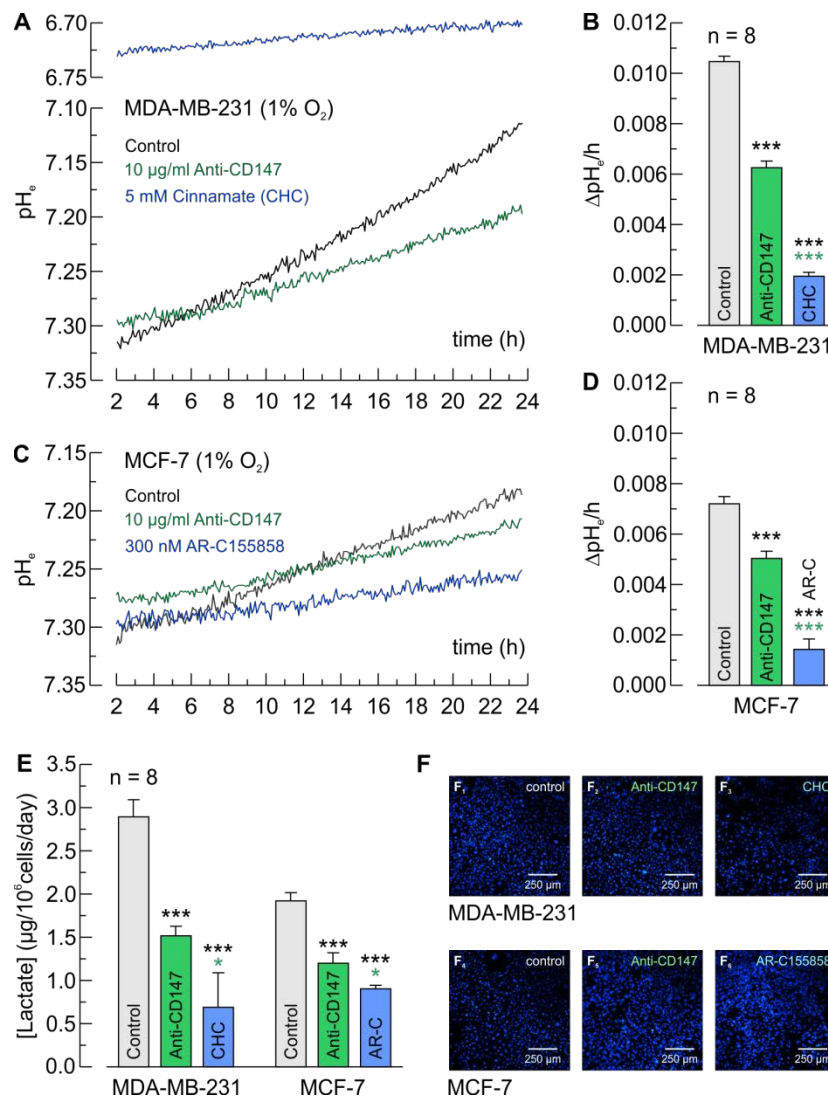 A
6.70
6.75
7.10
7.15
7.20
7.25
7.30
7.35
pHe
MDA-MB-231 (1% O2)
Control
10 µg/ml Anti-CD147
5 mM Cinnamate (CHC)
time (h)
2 4 6 8 10 12 14 16 18 20 22 24
B
n = 8
0.012
0.010
0.008
0.006
0.004
0.002
0.000
ΔpHe/h
***
***
***
Control
Anti-CD147
CHC
MDA-MB-231
C
7.15
7.20
7.25
7.30
7.35
pHe
MCF-7 (1% O2)
Control
10 µg/ml Anti-CD147
300 nM AR-C155858
time (h)
2 4 6 8 10 12 14 16 18 20 22 24
D
n = 8
0.012
0.010
0.008
0.006
0.004
0.002
0.000
ΔpHe/h
***
AR-C
***
***
Control
Anti-CD147
MCF-7
E
n = 8
3.5
3.0
2.5
2.0
1.5
1.0
0.5
0.0
[Lactate] (µg/10⁶cells/day)
***
***
*
***
***
*
Control
Anti-CD147
CHC
Control
Anti-CD147
AR-C
MDA-MB-231 MCF-7
F
F1 control
250 µm
F2 Anti-CD147
250 µm
F3 CHC
250 µm
MDA-MB-231
F4 control
250 µm
F5 Anti-CD147
250 µm
F6 AR-C155858
250 µm
MCF-7